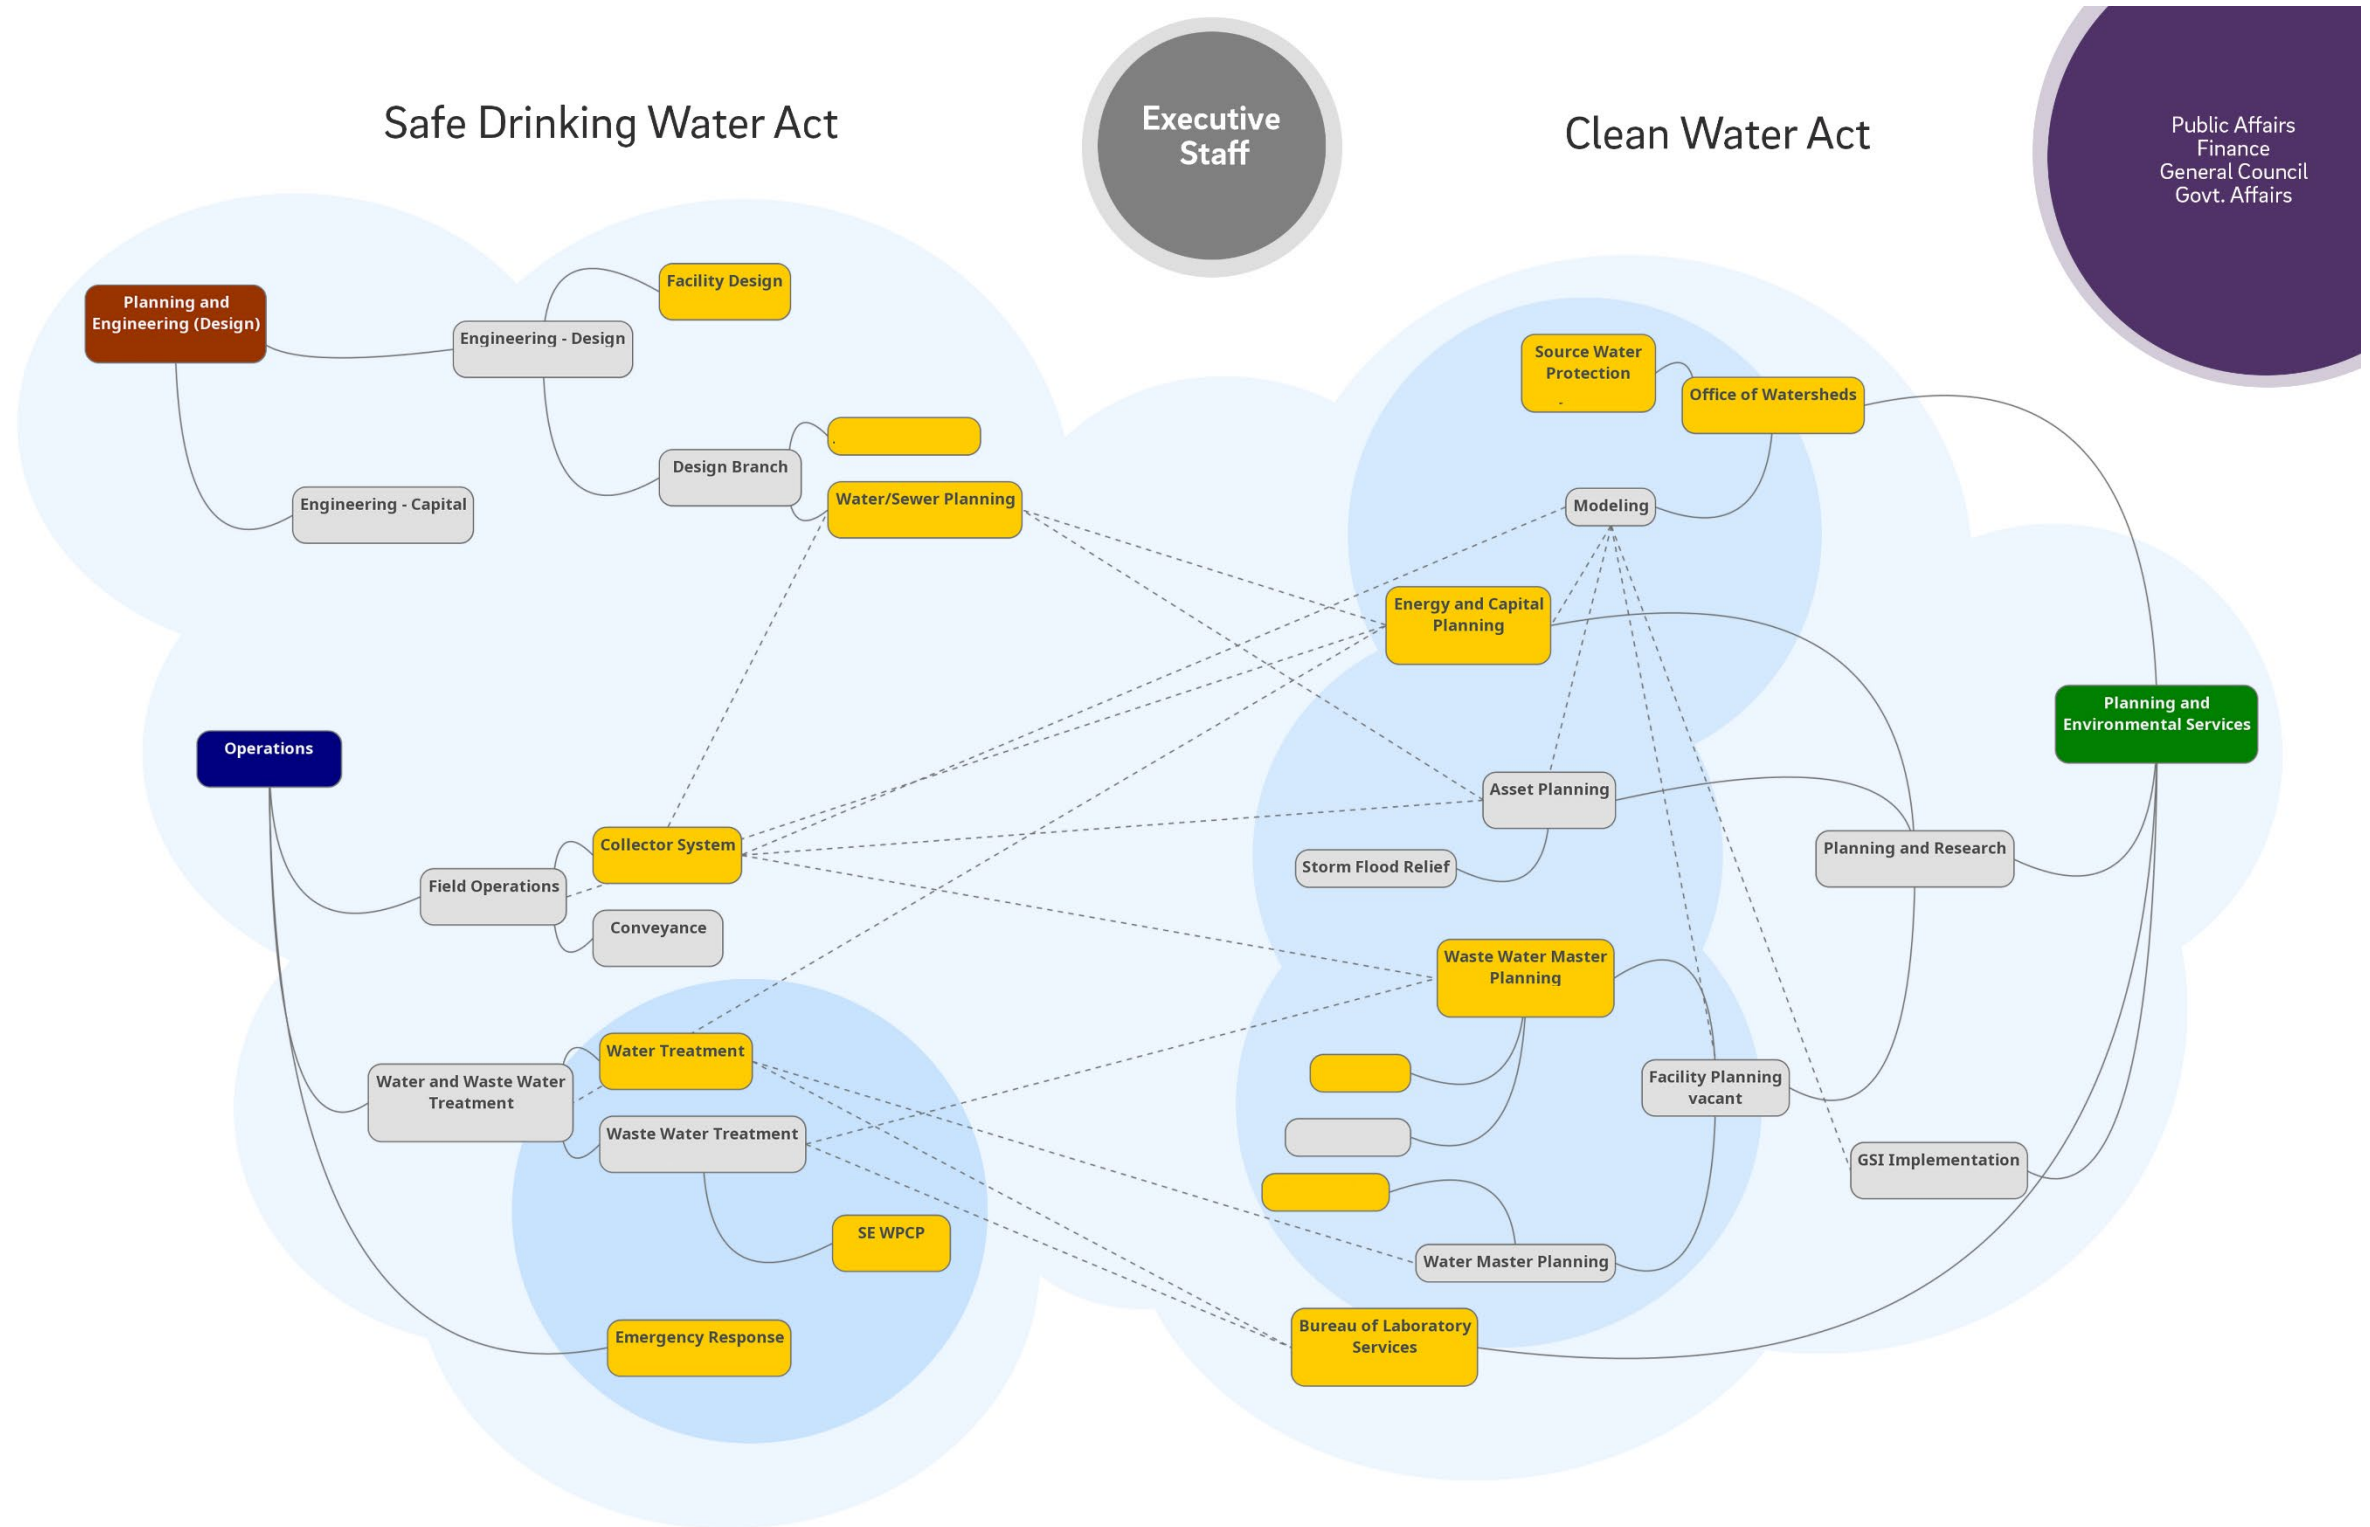 Safe Drinking Water Act
Executive
Staff
Clean Water Act
Public Affairs
Finance
General Council
Govt. Affairs
Planning and
Engineering (Design)
Engineering - Design
Facility Design
Design Branch
.
Water/Sewer Planning
Engineering - Capital
Operations
Field Operations
Collector System
Conveyance
Water and Waste Water
Treatment
Water Treatment
Waste Water Treatment
SE WPCP
Emergency Response
Source Water
Protection
-
Office of Watersheds
Modeling
Energy and Capital
Planning
Asset Planning
Storm Flood Relief
Waste Water Master
Planning
Facility Planning
vacant
Water Master Planning
Bureau of Laboratory
Services
Planning and
Environmental Services
Planning and Research
GSI Implementation